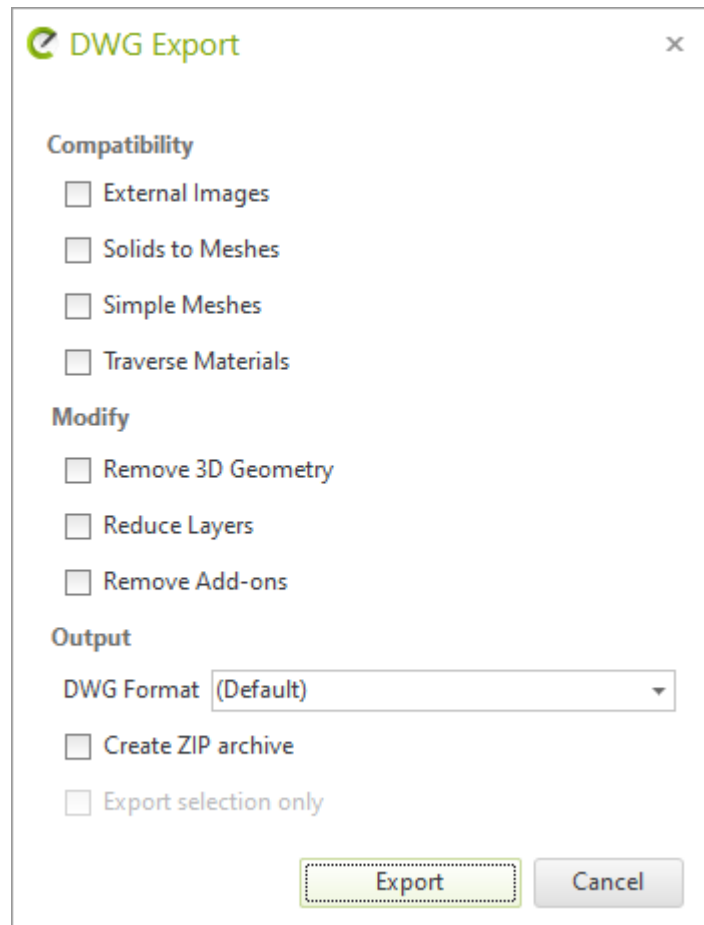 DWG Export
Compatibility
External Images
Solids to Meshes
Simple Meshes
Traverse Materials
Modify
Remove 3D Geometry
Reduce Layers
Remove Add-ons
Output
DWG Format (Default)
Create ZIP archive
Export selection only
Export Cancel